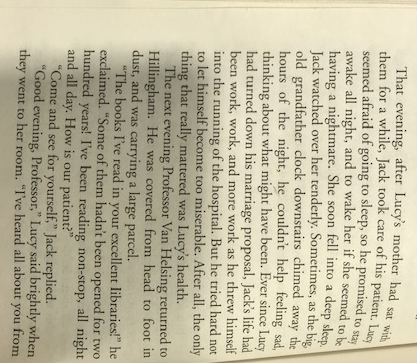 That evening, after Lucy's mother had sat with
them for a while, Jack took care of his patient. Lucy
seemed afraid of going to sleep, so he promised to stay
awake all night, and to wake her if she seemed to be
having a nightmare. She soon fell into a deep sleep.
Jack watched over her tenderly. Sometimes, as the big
old grandfather clock downstairs chimed away the
hours of the night, he couldn't help feeling sad,
thinking about what might have been. Ever since Lucy
had turned down his marriage proposal, Jack's life had
been work, work, and more work as he threw himself
into the running of the hospital. But he tried hard not
to let himself become too miserable. After all, the only
thing that really mattered was Lucy's health.
The next evening Professor Van Helsing returned to
Hillingham. He was covered from head to foot in
dust, and was carrying a large parcel.
"The books I've read in your excellent libraries!" he
exclaimed. "Some of them hadn't been opened for two
hundred years! I've been reading non-stop, all night
and all day. How is our patient?"
"Come and see for yourself," Jack replied.
"Good evening, Professor," Lucy said brightly when
they went to her room. "I've heard all about you from